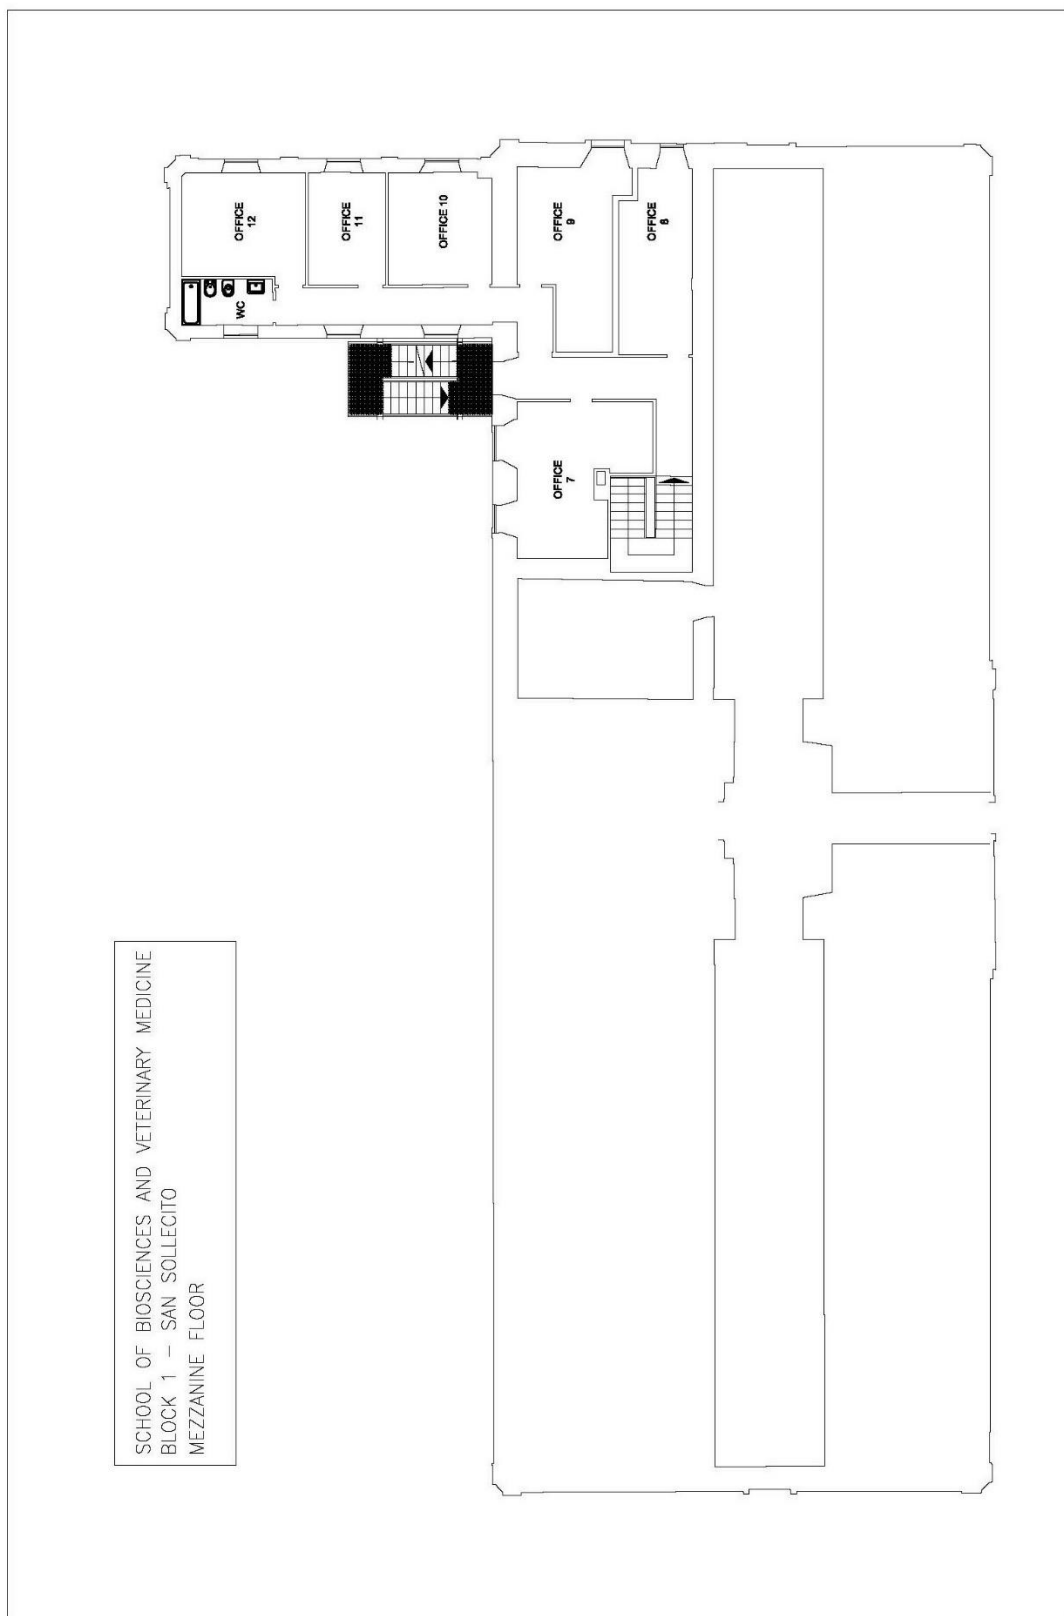 SCHOOL OF BIOSCIENCES AND VETERINARY MEDICINE
BLOCK 1 – SAN SOLLECITO
MEZZANINE FLOOR
OFFICE
12
OFFICE
11
OFFICE 10
OFFICE
9
OFFICE
8
WC
OFFICE
7